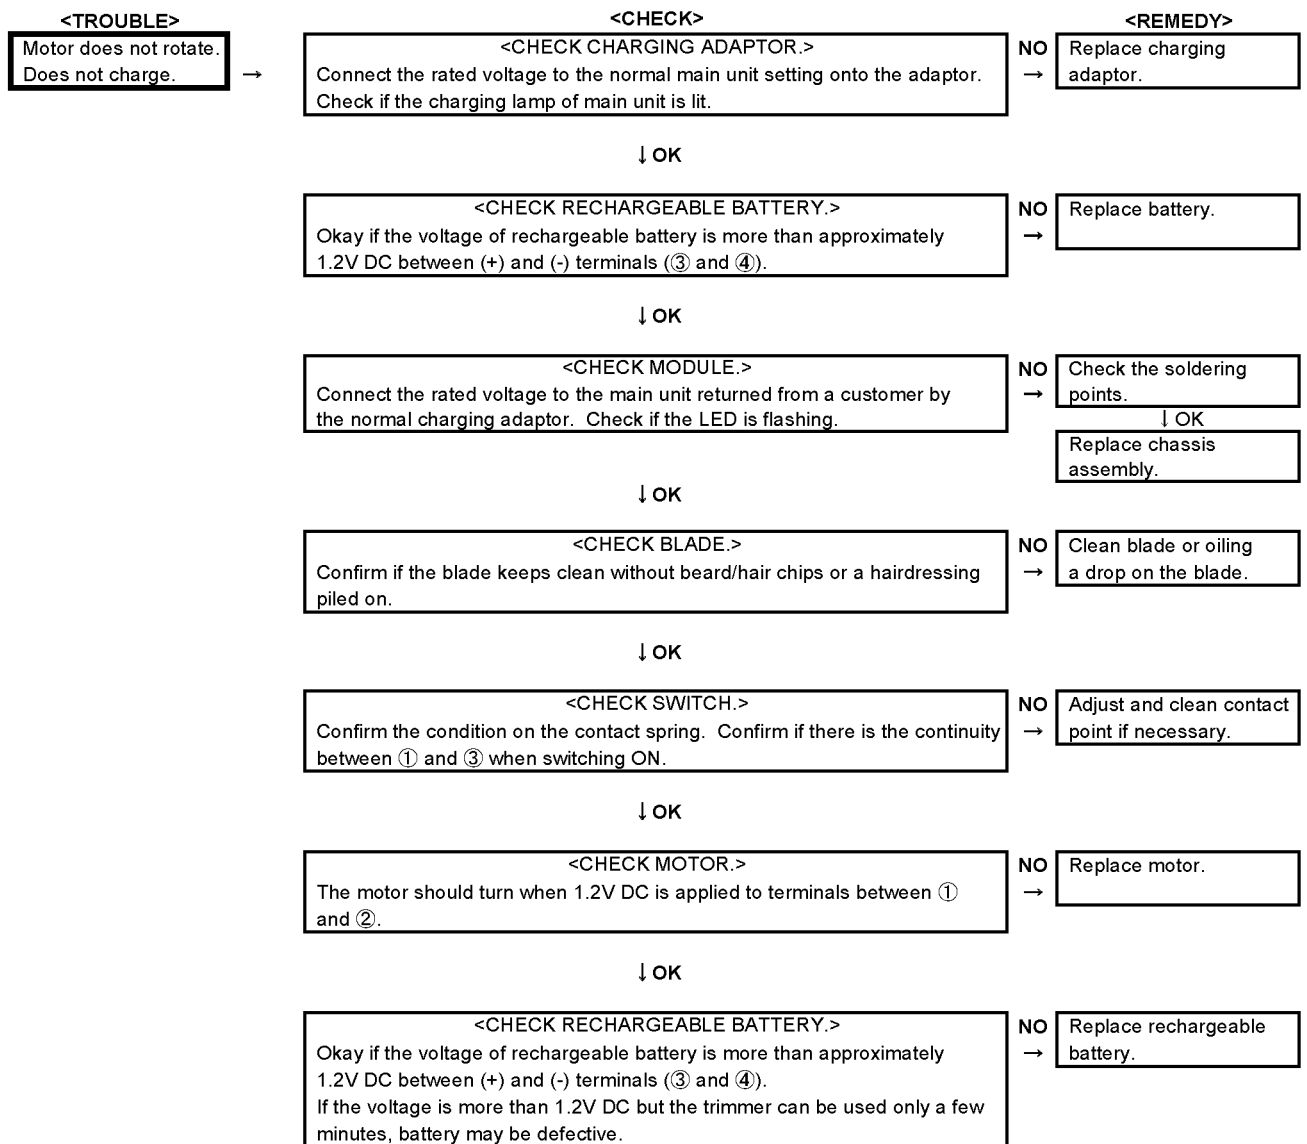 <TROUBLE>
<CHECK>
<REMEDY>
Motor does not rotate.
Does not charge.
→
<CHECK CHARGING ADAPTOR.>
Connect the rated voltage to the normal main unit setting onto the adaptor.
Check if the charging lamp of main unit is lit.
NO
→
Replace charging
adaptor.
↓ OK
<CHECK RECHARGEABLE BATTERY.>
Okay if the voltage of rechargeable battery is more than approximately
1.2V DC between (+) and (-) terminals (③ and ④).
NO
→
Replace battery.
↓ OK
<CHECK MODULE.>
Connect the rated voltage to the main unit returned from a customer by
the normal charging adaptor.  Check if the LED is flashing.
NO
→
Check the soldering
points.
↓ OK
Replace chassis
assembly.
↓ OK
<CHECK BLADE.>
Confirm if the blade keeps clean without beard/hair chips or a hairdressing
piled on.
NO
→
Clean blade or oiling
a drop on the blade.
↓ OK
<CHECK SWITCH.>
Confirm the condition on the contact spring.  Confirm if there is the continuity
between ① and ③ when switching ON.
NO
→
Adjust and clean contact
point if necessary.
↓ OK
<CHECK MOTOR.>
The motor should turn when 1.2V DC is applied to terminals between ①
and ②.
NO
→
Replace motor.
↓ OK
<CHECK RECHARGEABLE BATTERY.>
Okay if the voltage of rechargeable battery is more than approximately
1.2V DC between (+) and (-) terminals (③ and ④).
If the voltage is more than 1.2V DC but the trimmer can be used only a few
minutes, battery may be defective.
NO
→
Replace rechargeable
battery.